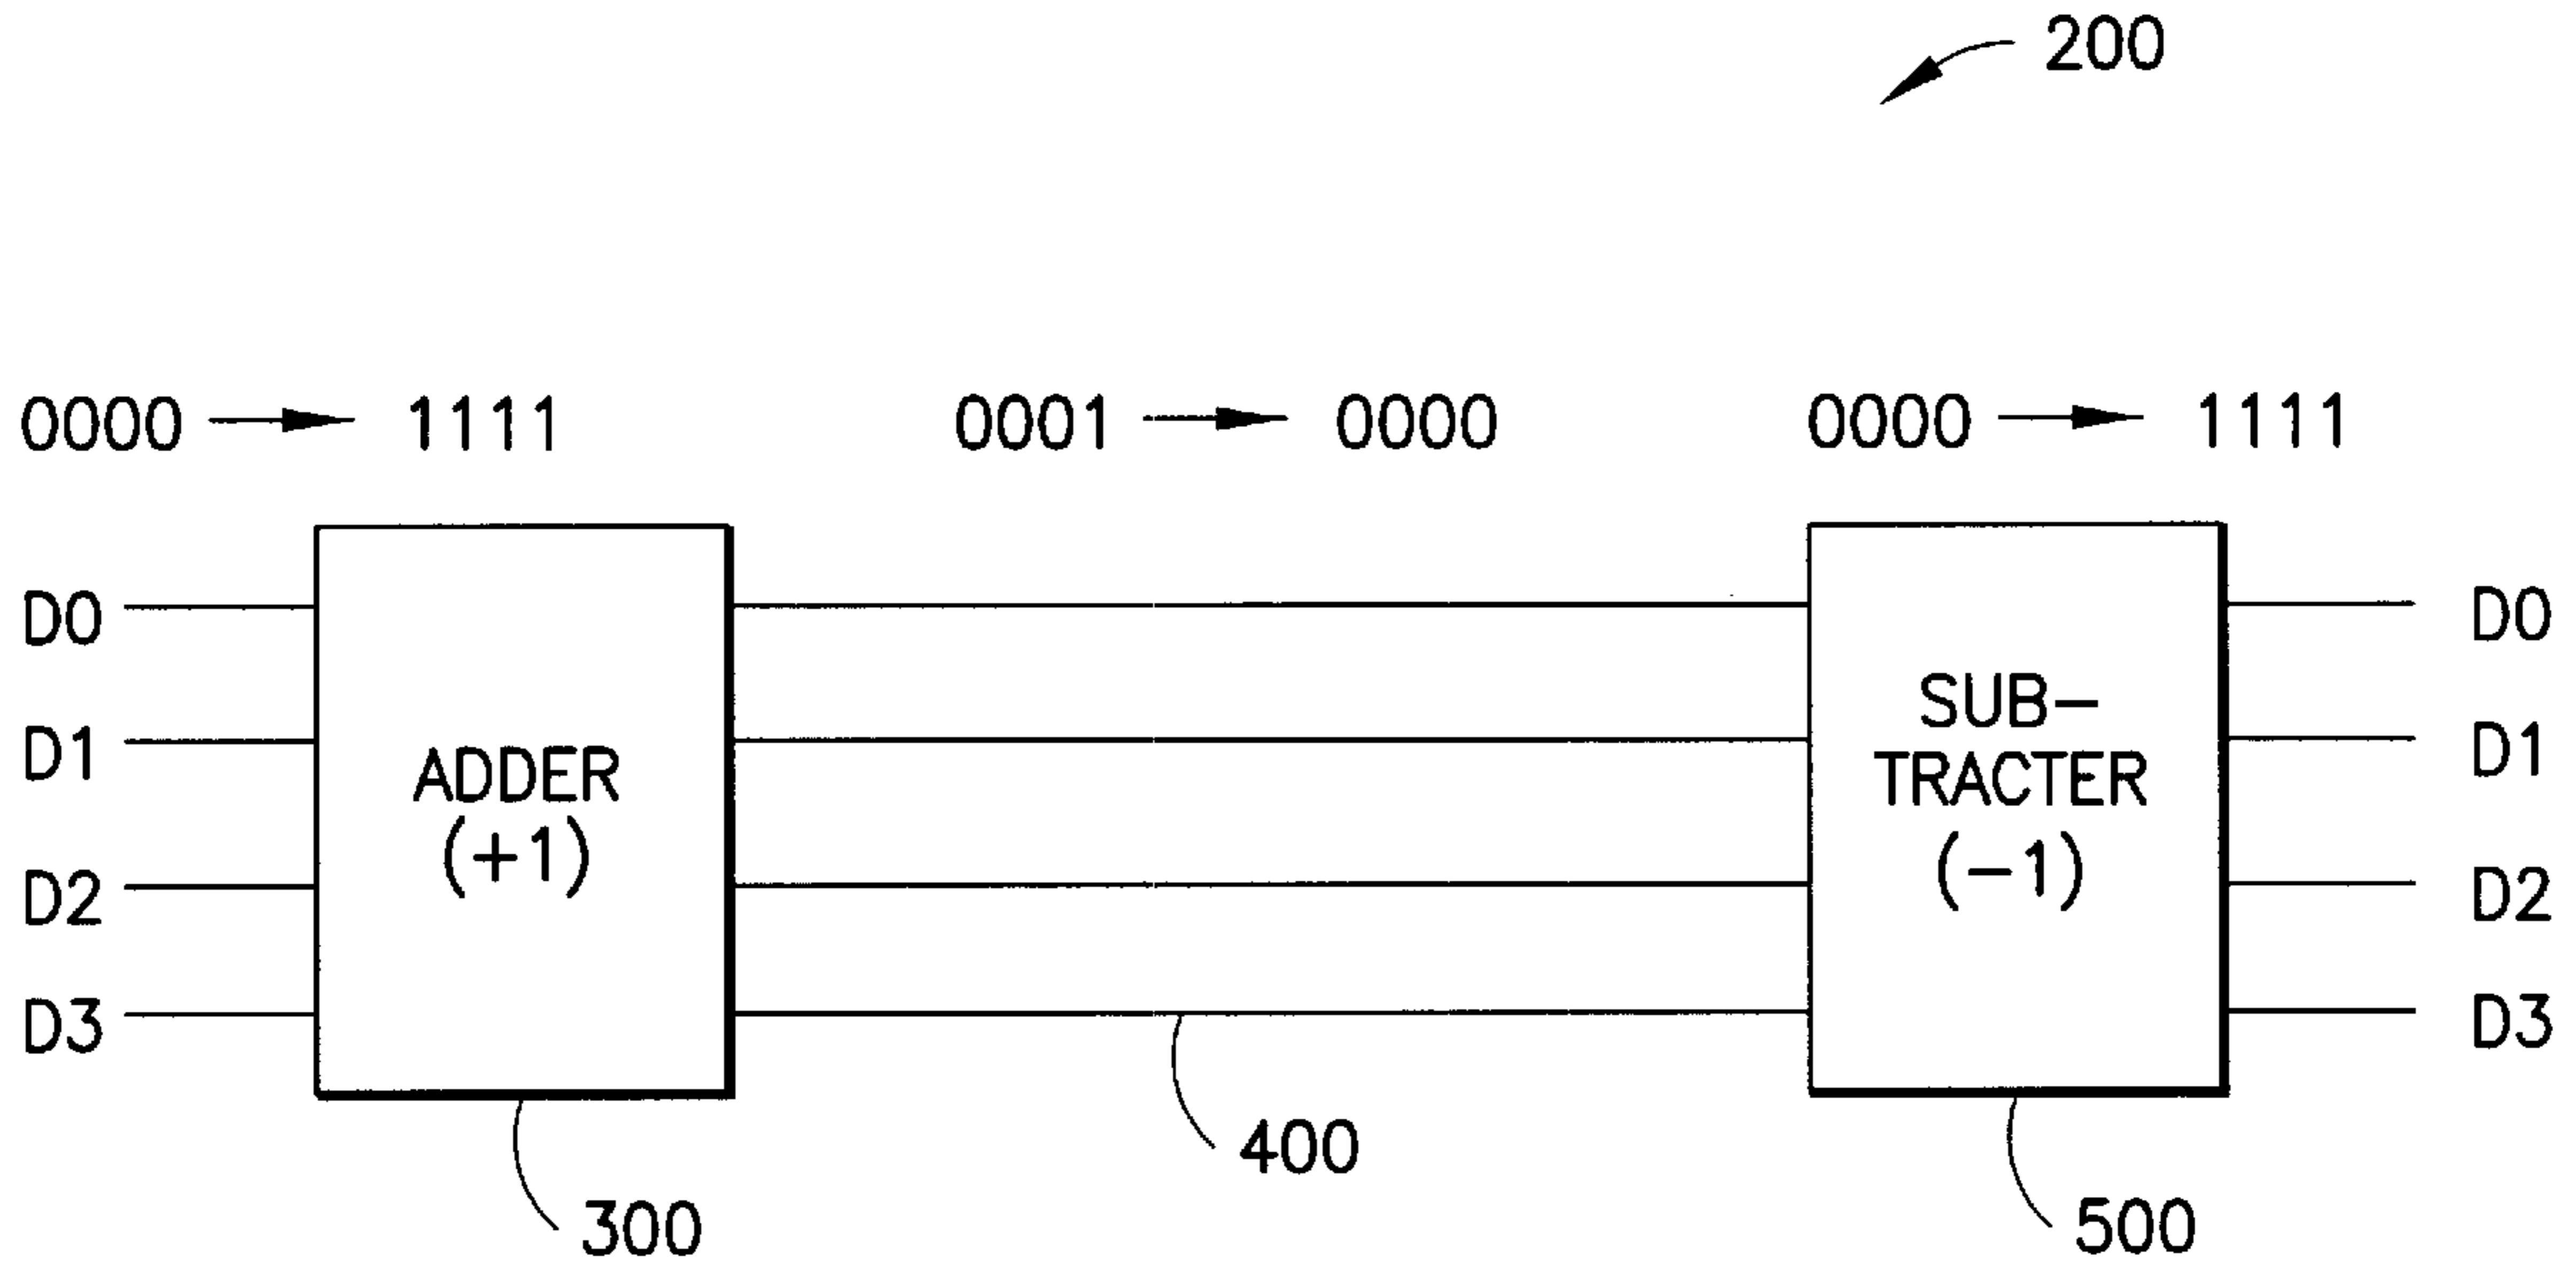 200
0000 → 1111
0001 → 0000
0000 → 1111
D0
D1
D2
D3
ADDER
(+1)
SUB-
TRACTER
(-1)
D0
D1
D2
D3
300
400
500